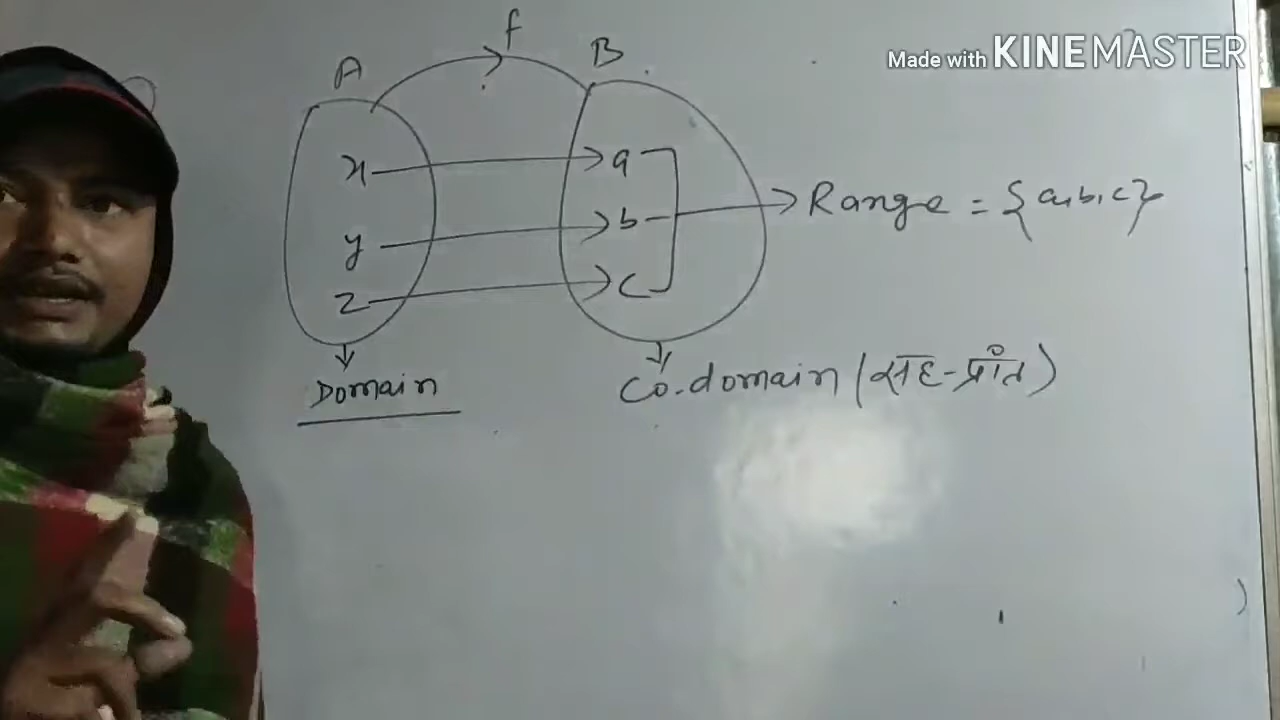 Made with KINEMASTER
f
A B
x a
y b Range = {a,b,c}
z c
Domain Co.domain (सह-प्राँत)